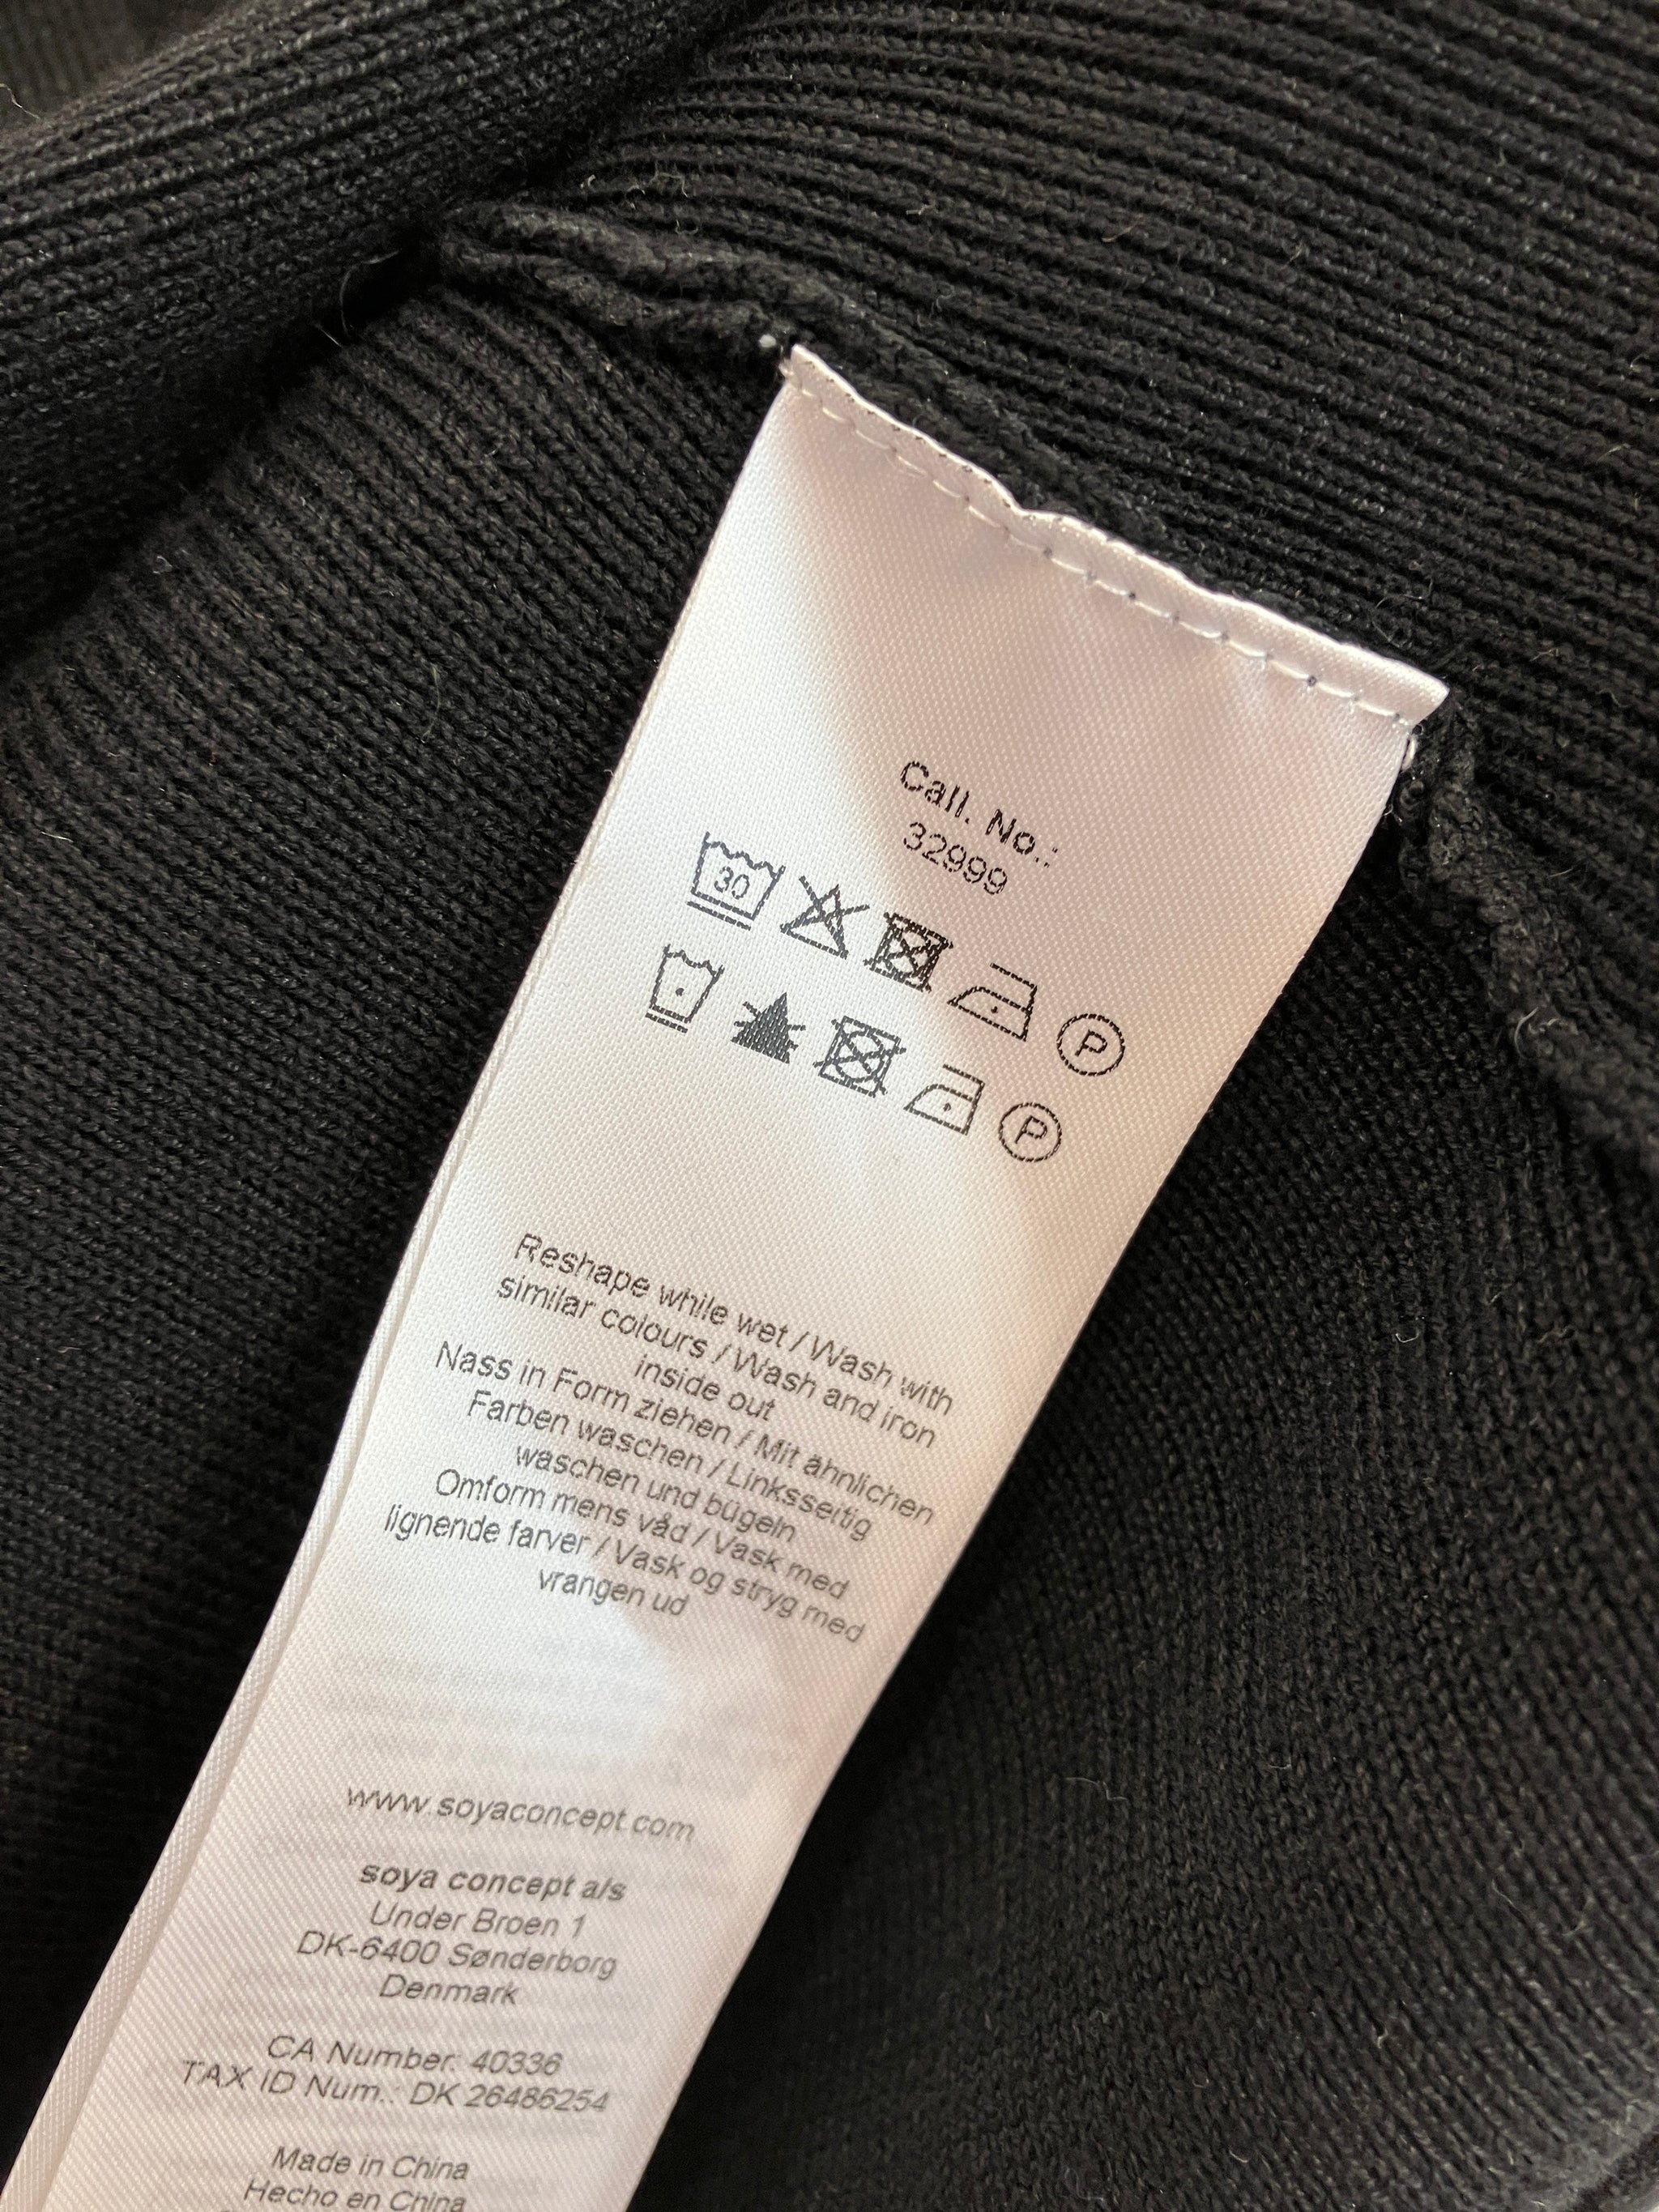 Call. No.:
32999
30
P
P
Reshape while wet / Wash with
similar colours / Wash and iron
inside out
Nass in Form ziehen / Mit ähnlichen
Farben waschen / Linksseitig
waschen und bügeln
Omform mens våd / Vask med
lignende farver / Vask og stryg med
vrangen ud
www.soyaconcept.com
soya concept a/s
Under Broen 1
DK-6400 Sønderborg
Denmark
CA Number: 40336
TAX ID Num.: DK 26486254
Made in China
Hecho en China